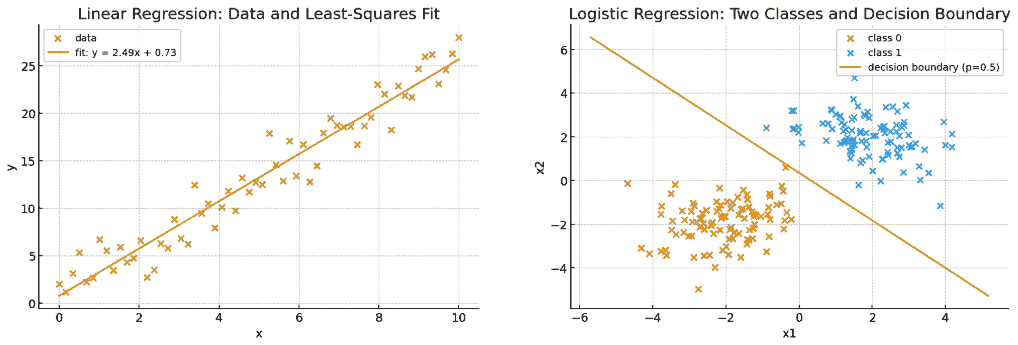 Linear Regression: Data and Least-Squares Fit
data
fit: y = 2.49x + 0.73
25
20
15
10
5
0
y
0
2
4
6
8
10
x
Logistic Regression: Two Classes and Decision Boundary
class 0
class 1
decision boundary (p=0.5)
6
4
2
0
−2
−4
x2
−6
−4
−2
0
2
4
x1